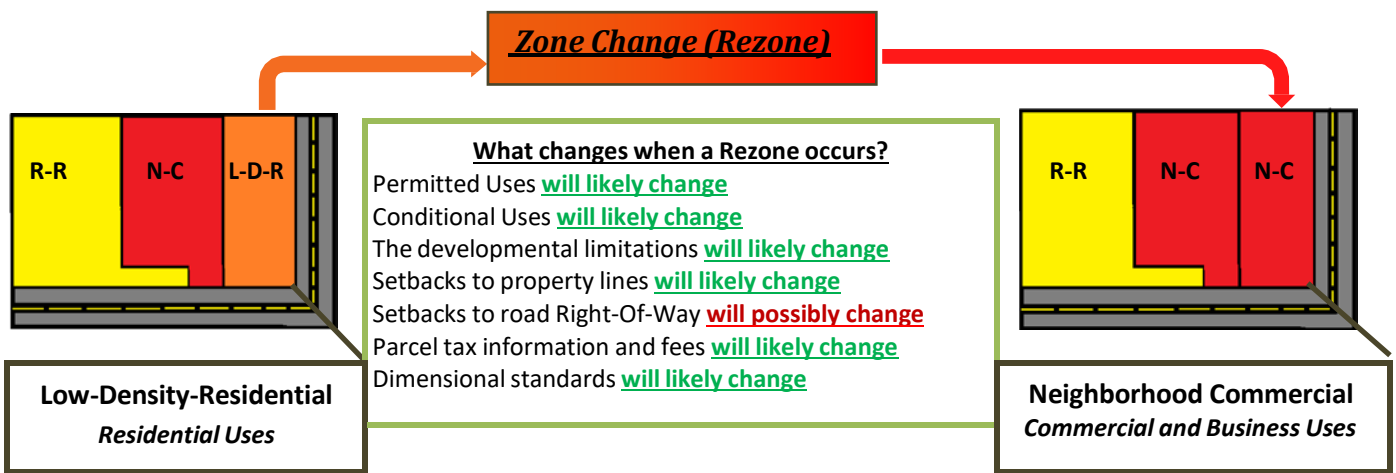 Zone Change (Rezone)
R-R
N-C
L-D-R
What changes when a Rezone occurs?
Permitted Uses will likely change
Conditional Uses will likely change
The developmental limitations will likely change
Setbacks to property lines will likely change
Setbacks to road Right-Of-Way will possibly change
Parcel tax information and fees will likely change
Dimensional standards will likely change
R-R
N-C
N-C
Low-Density-Residential
Residential Uses
Neighborhood Commercial
Commercial and Business Uses